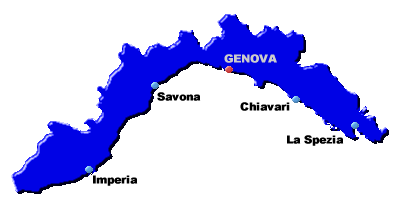 GENOVA
Savona
Chiavari
La Spezia
Imperia